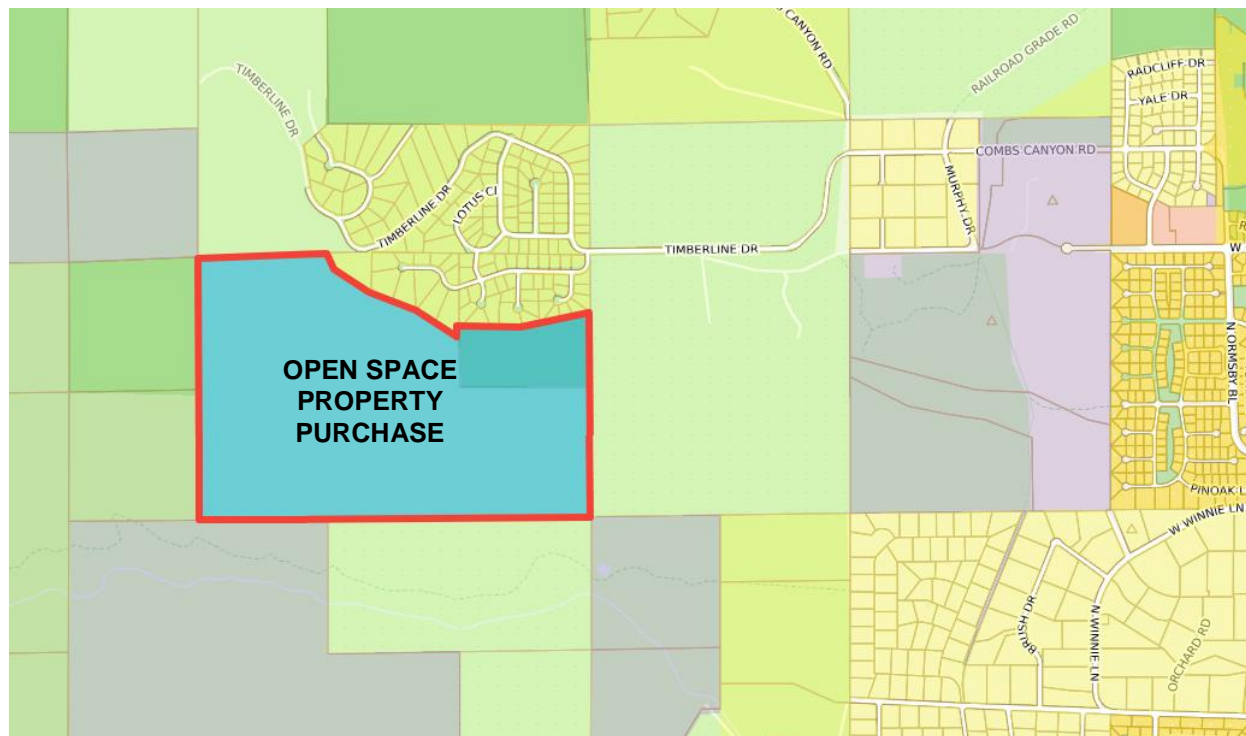 S CANYON RD
RAILROAD GRADE RD
RADCLIFF DR
YALE DR
TIMBERLINE DR
COMBS CANYON RD
MURPHY DR
LOTUS CI
TIMBERLINE DR
TIMBERLINE DR
W
N ORMSBY BL
OPEN SPACE
PROPERTY
PURCHASE
PINOAK L
W WINNIE LN
BRUSH DR
N WINNIE LN
ORCHARD RD